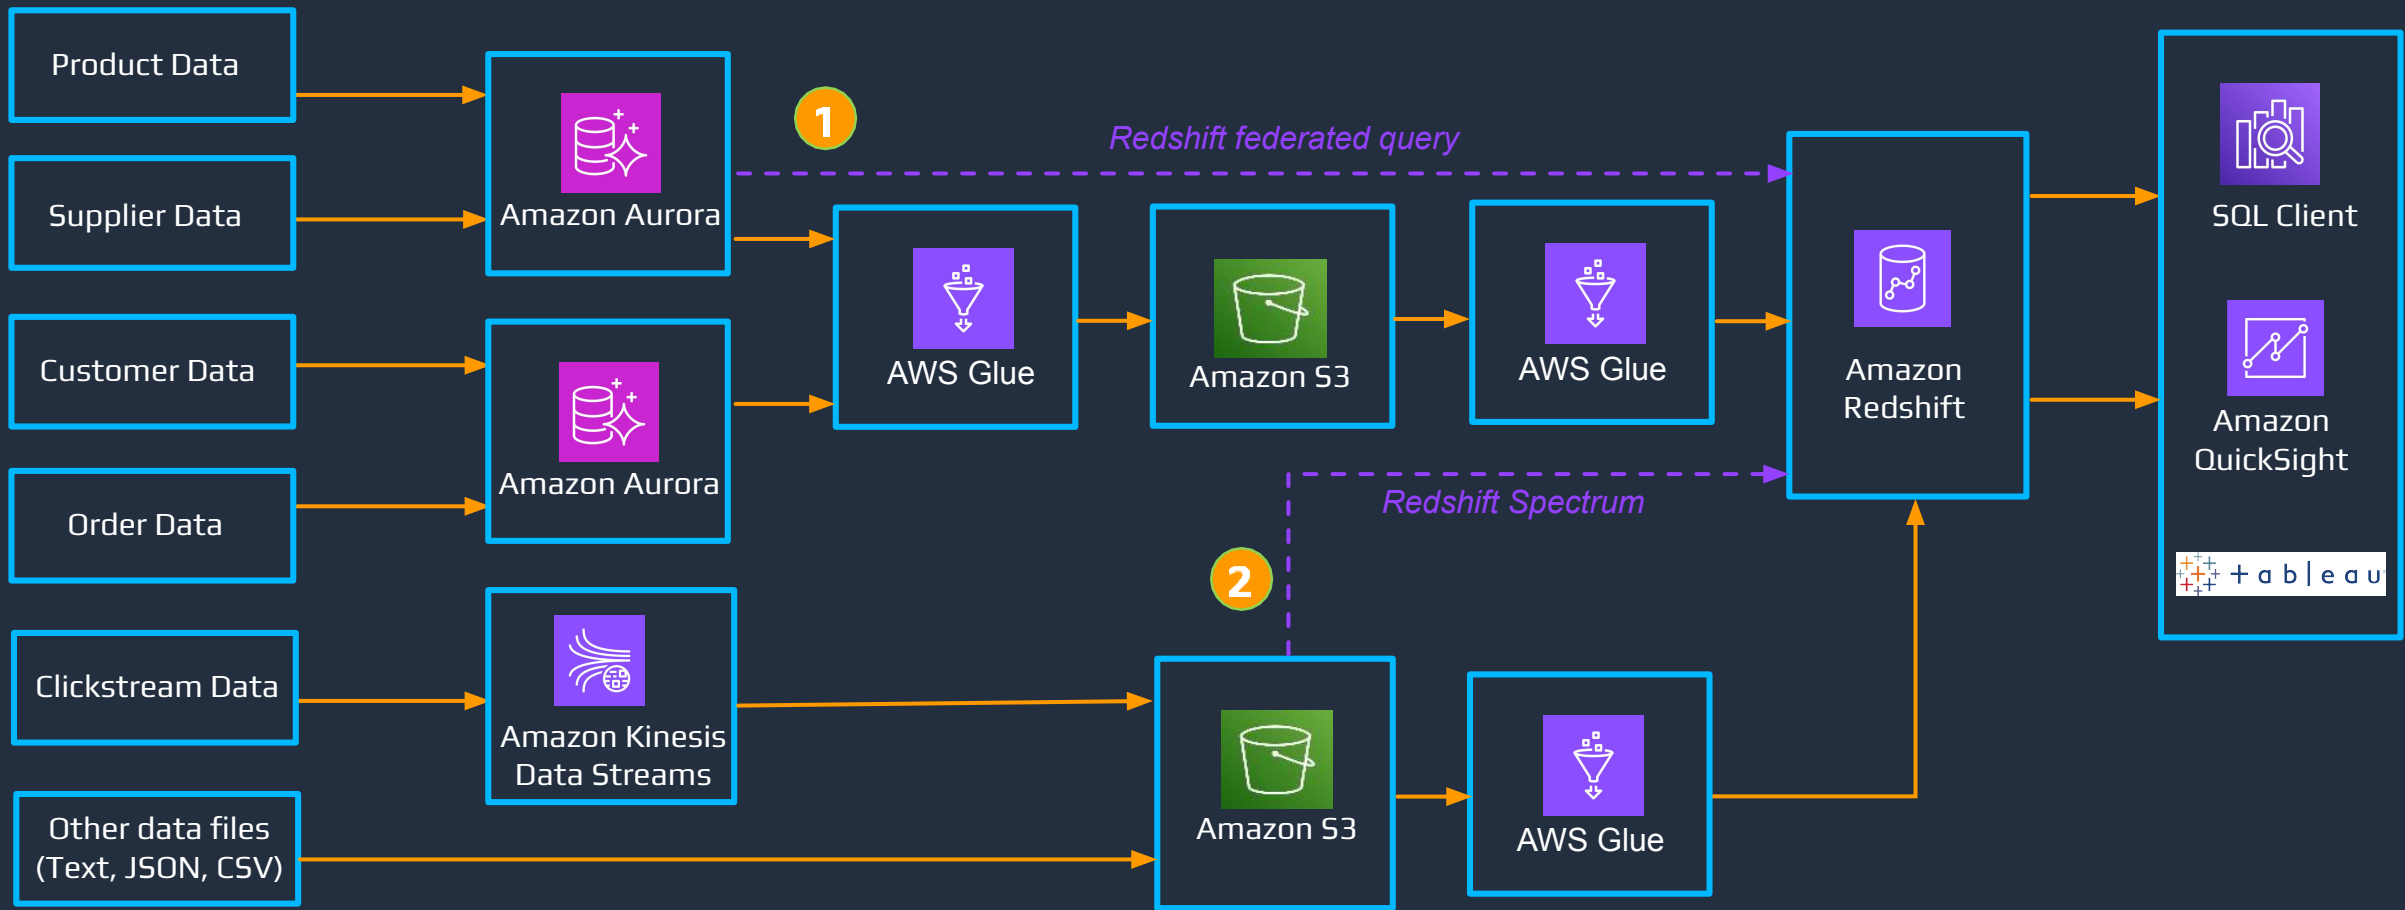 Product Data
Supplier Data
Customer Data
Order Data
Clickstream Data
Other data files
(Text, JSON, CSV)
Amazon Aurora
Amazon Aurora
Amazon Kinesis
Data Streams
1
Redshift federated query
AWS Glue
Amazon S3
AWS Glue
Redshift Spectrum
2
Amazon S3
AWS Glue
Amazon
Redshift
SQL Client
Amazon
QuickSight
tableau